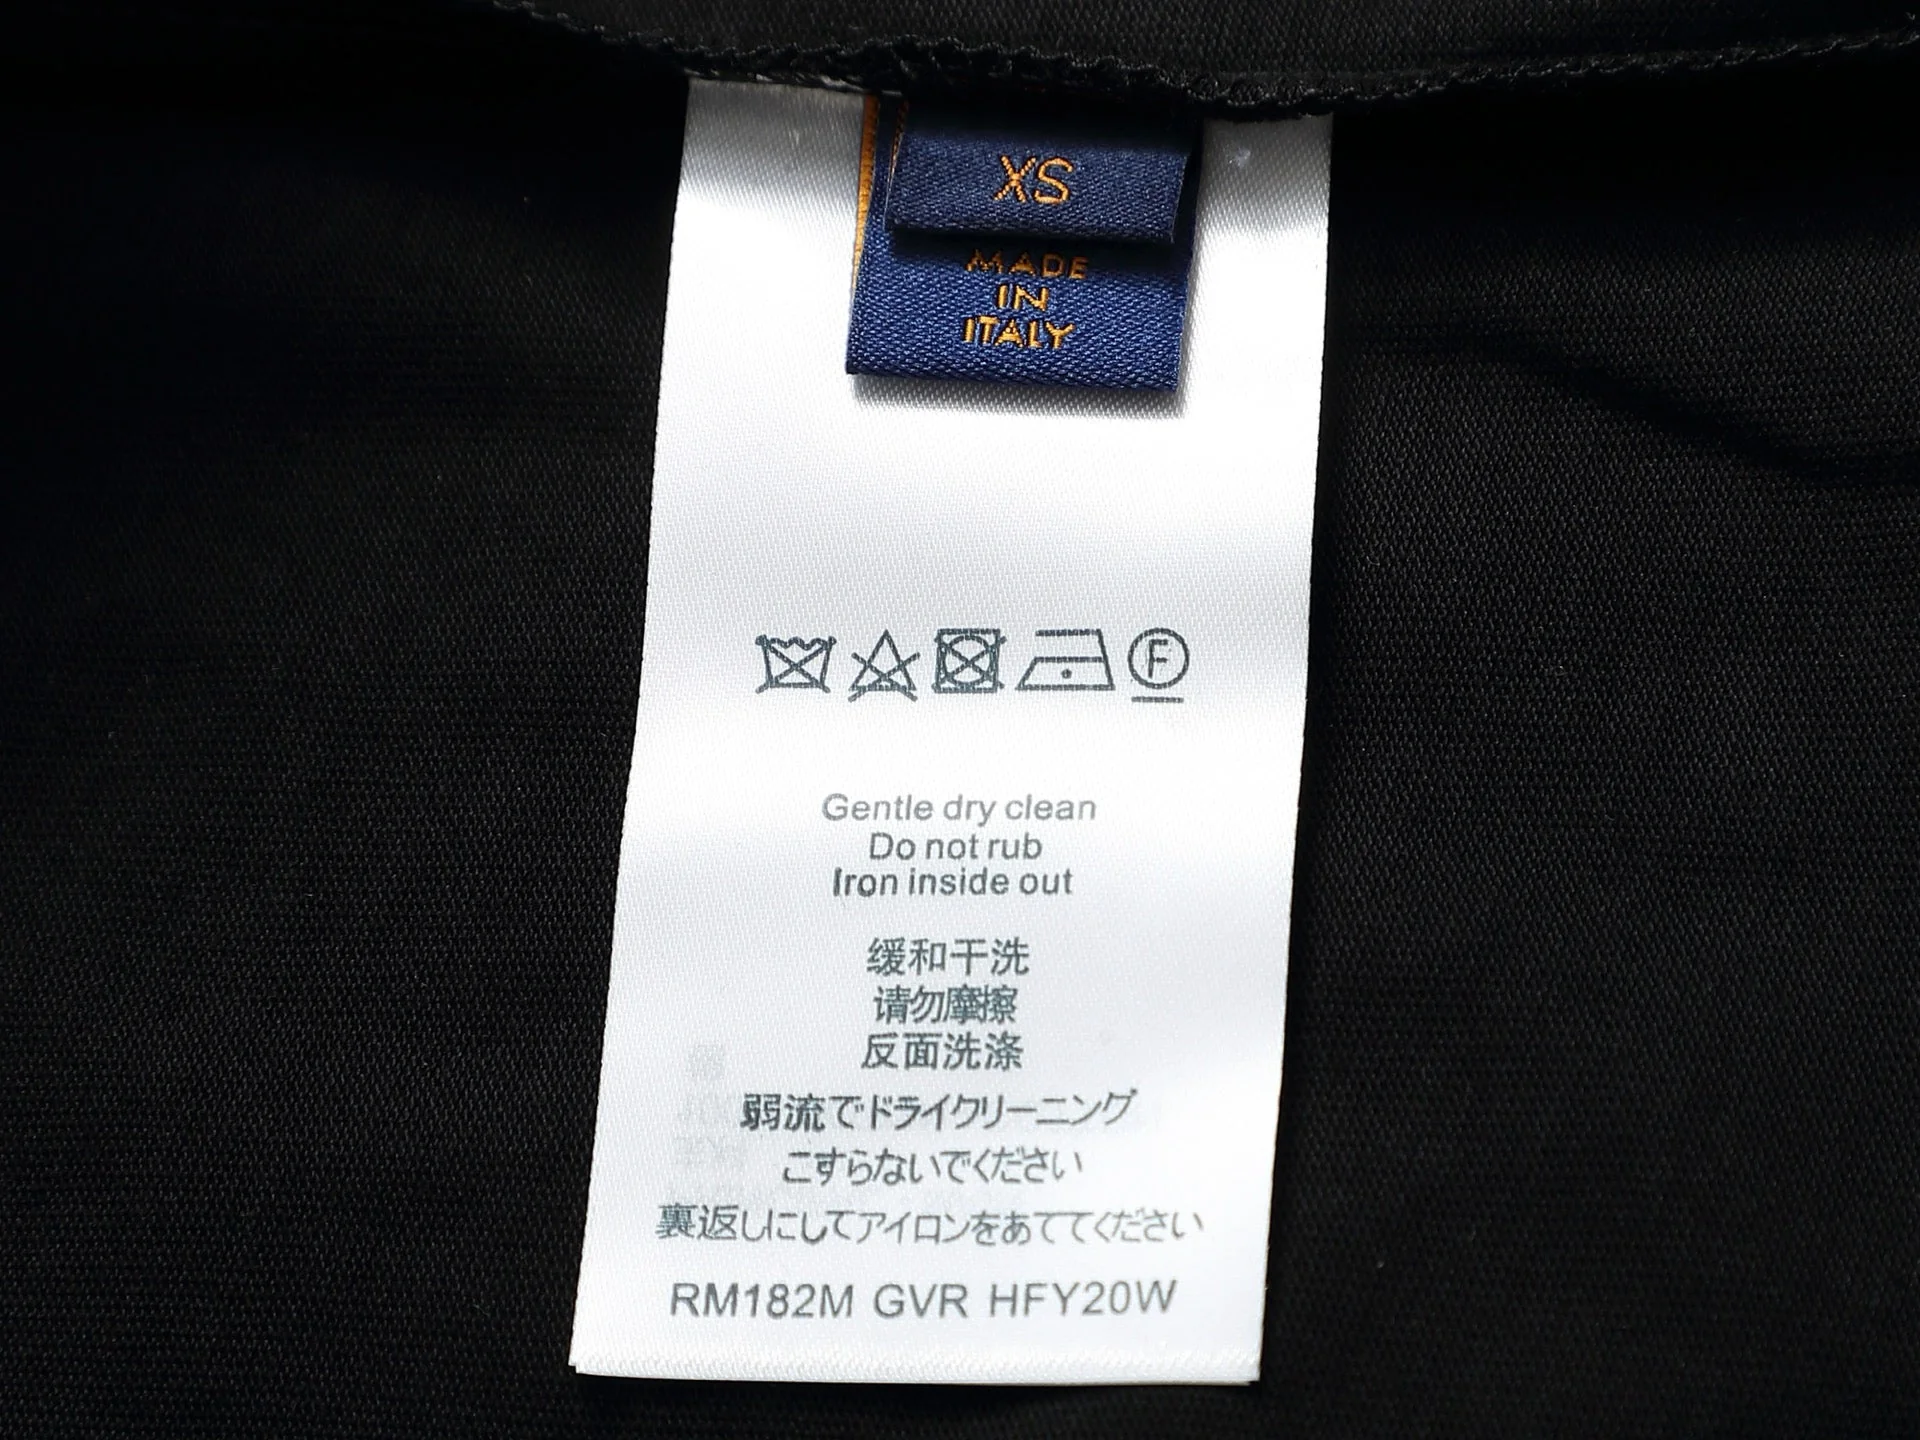 XS
MADE
IN
ITALY
F
Gentle dry clean
Do not rub
Iron inside out
缓和干洗
请勿摩擦
反面洗涤
弱流でドライクリーニング
こすらないでください
裏返しにしてアイロンをあててください
RM182M GVR HFY20W